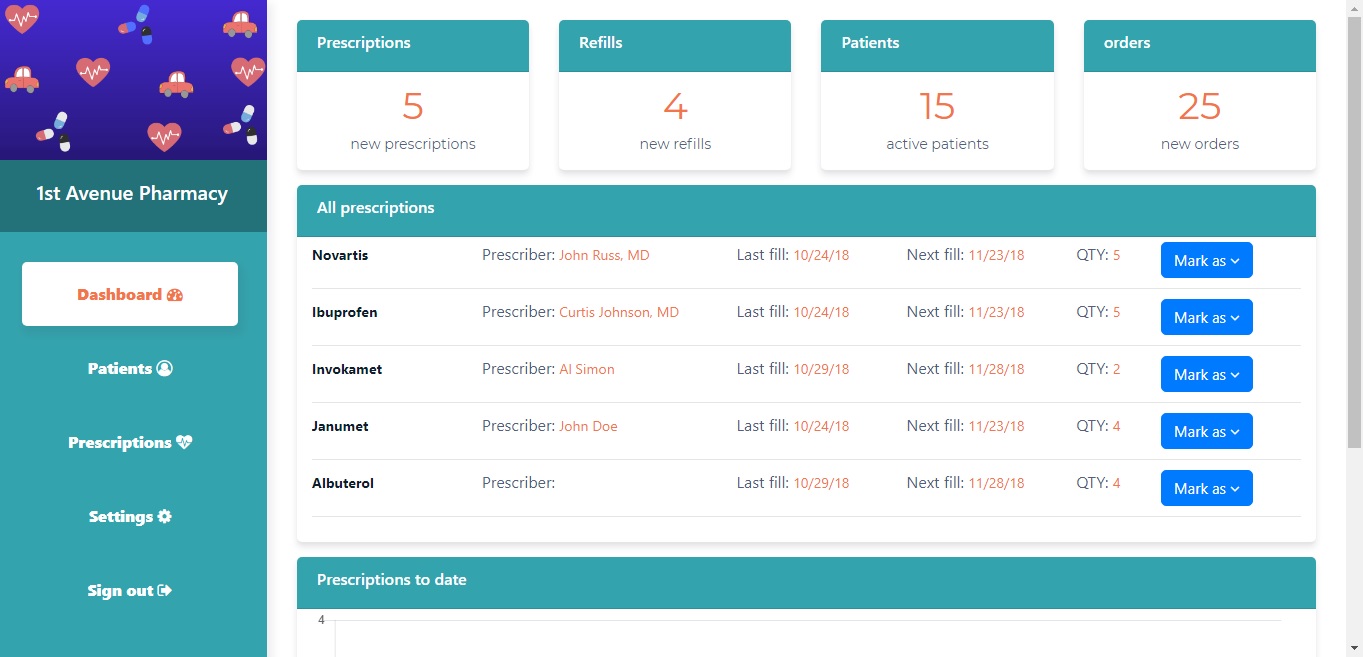 1st Avenue Pharmacy
Dashboard
Patients
Prescriptions
Settings
Sign out
Prescriptions
5
new prescriptions
Refills
4
new refills
Patients
15
active patients
orders
25
new orders
All prescriptions
Novartis Prescriber: John Russ, MD Last fill: 10/24/18 Next fill: 11/23/18 QTY: 5 Mark as
Ibuprofen Prescriber: Curtis Johnson, MD Last fill: 10/24/18 Next fill: 11/23/18 QTY: 5 Mark as
Invokamet Prescriber: Al Simon Last fill: 10/29/18 Next fill: 11/28/18 QTY: 2 Mark as
Janumet Prescriber: John Doe Last fill: 10/24/18 Next fill: 11/23/18 QTY: 4 Mark as
Albuterol Prescriber: Last fill: 10/29/18 Next fill: 11/28/18 QTY: 4 Mark as
Prescriptions to date
4